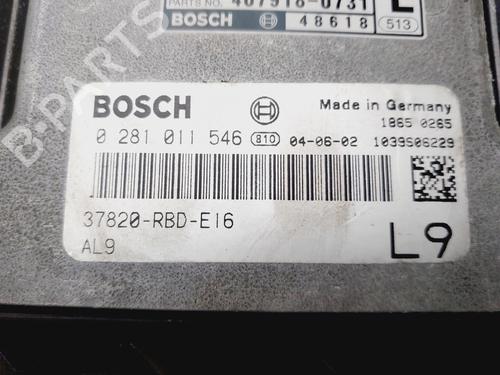 PARTS NO. 407918-0731
L
BOSCH 48618
513
BOSCH
Made in Germany
1865 0265
0 281 011 546 810 04-06-02 1039S06229
37820-RBD-E16
AL9
L9
B-PARTS